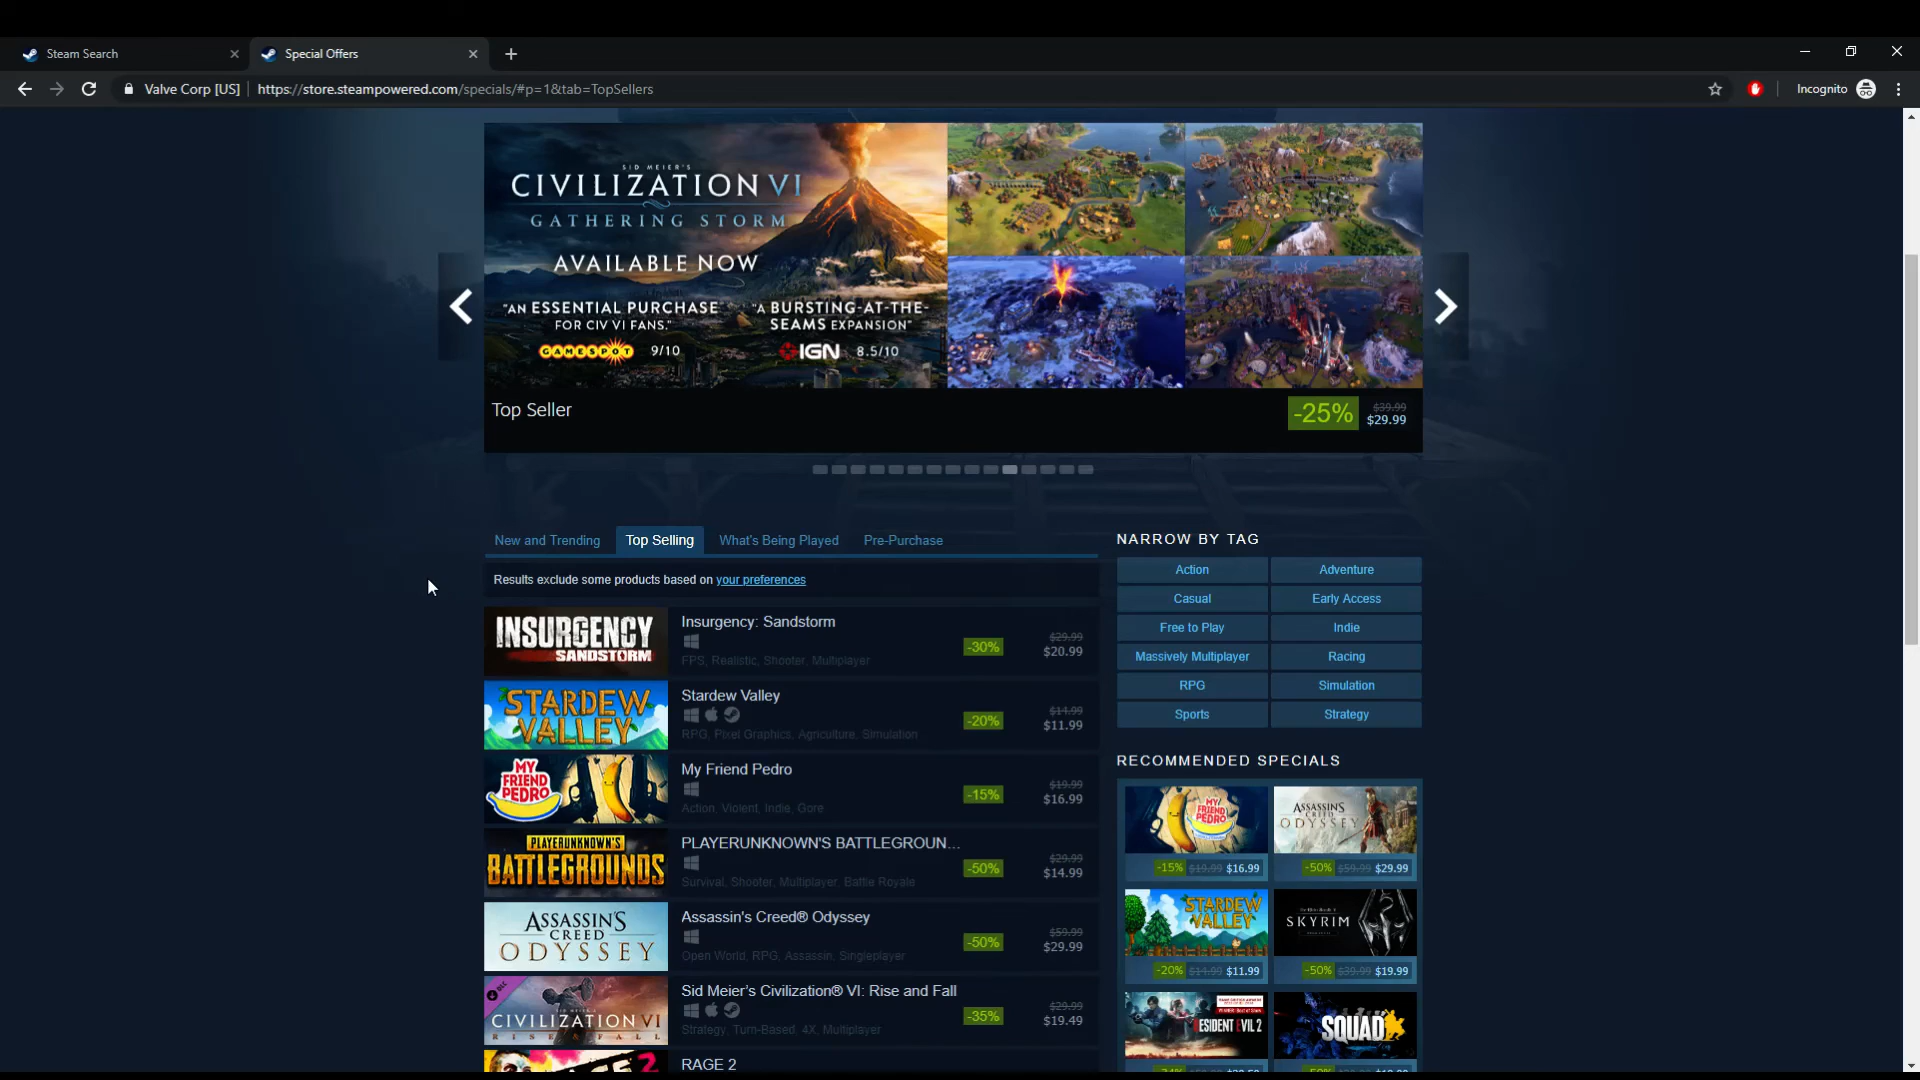 Steam Search
Special Offers
Valve Corp [US]
https://store.steampowered.com/specials/#p=1&tab=TopSellers
Incognito
SID MEIER'S
CIVILIZATION VI
GATHERING STORM
AVAILABLE NOW
"AN ESSENTIAL PURCHASE
FOR CIV VI FANS."
GAMESPOT 9/10
"A BURSTING-AT-THE-
SEAMS EXPANSION"
IGN 8.5/10
Top Seller
-25%
$39.99
$29.99
New and Trending
Top Selling
What's Being Played
Pre-Purchase
Results exclude some products based on your preferences
INSURGENCY
SANDSTORM
Insurgency: Sandstorm
FPS, Realistic, Shooter, Multiplayer
-30%
$29.99
$20.99
STARDEW
VALLEY
Stardew Valley
RPG, Pixel Graphics, Agriculture, Simulation
-20%
$14.99
$11.99
MY
FRIEND
PEDRO
My Friend Pedro
Action, Violent, Indie, Gore
-15%
$19.99
$16.99
PLAYERUNKNOWN'S
BATTLEGROUNDS
PLAYERUNKNOWN'S BATTLEGROUN...
Survival, Shooter, Multiplayer, Battle Royale
-50%
$29.99
$14.99
ASSASSIN'S
CREED
ODYSSEY
Assassin's Creed® Odyssey
Open World, RPG, Assassin, Singleplayer
-50%
$59.99
$29.99
DLC
CIVILIZATION VI
RISE & FALL
Sid Meier's Civilization® VI: Rise and Fall
Strategy, Turn-Based, 4X, Multiplayer
-35%
$29.99
$19.49
RAGE 2
NARROW BY TAG
Action
Adventure
Casual
Early Access
Free to Play
Indie
Massively Multiplayer
Racing
RPG
Simulation
Sports
Strategy
RECOMMENDED SPECIALS
MY
FRIEND
PEDRO
-15% $19.99 $16.99
ASSASSIN'S
CREED
ODYSSEY
-50% $59.99 $29.99
STARDEW
VALLEY
-20% $14.99 $11.99
SKYRIM
-50% $39.99 $19.99
RESIDENT EVIL 2
SQUAD